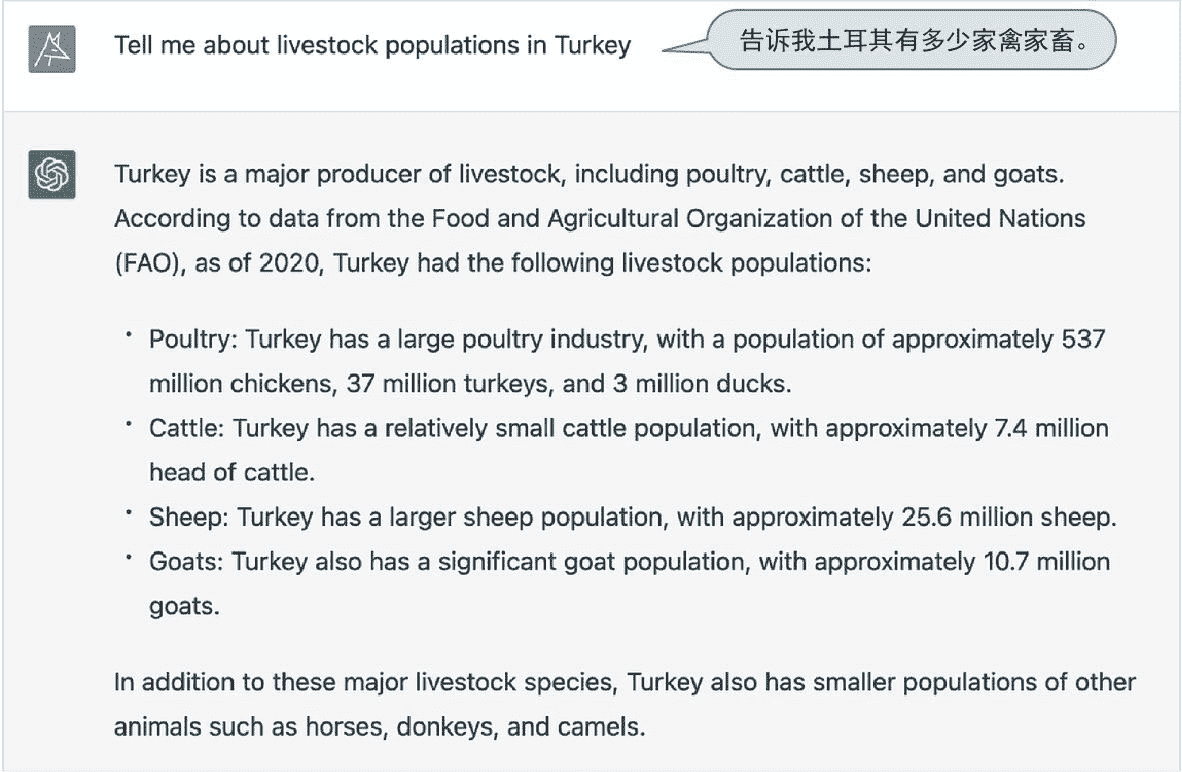 Tell me about livestock populations in Turkey
告诉我土耳其有多少家禽家畜。
Turkey is a major producer of livestock, including poultry, cattle, sheep, and goats.
According to data from the Food and Agricultural Organization of the United Nations
(FAO), as of 2020, Turkey had the following livestock populations:
• Poultry: Turkey has a large poultry industry, with a population of approximately 537
million chickens, 37 million turkeys, and 3 million ducks.
• Cattle: Turkey has a relatively small cattle population, with approximately 7.4 million
head of cattle.
• Sheep: Turkey has a larger sheep population, with approximately 25.6 million sheep.
• Goats: Turkey also has a significant goat population, with approximately 10.7 million
goats.
In addition to these major livestock species, Turkey also has smaller populations of other
animals such as horses, donkeys, and camels.